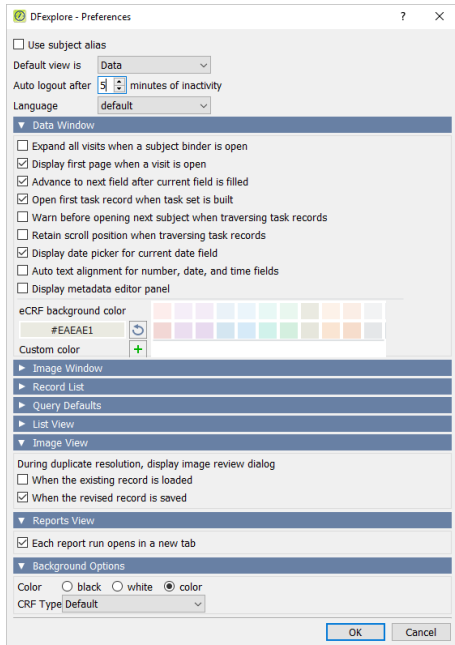 DFexplore - Preferences ? ×
Use subject alias
Default view is Data
Auto logout after 5 minutes of inactivity
Language default
▼ Data Window
Expand all visits when a subject binder is open
Display first page when a visit is open
Advance to next field after current field is filled
Open first task record when task set is built
Warn before opening next subject when traversing task records
Retain scroll position when traversing task records
Display date picker for current date field
Auto text alignment for number, date, and time fields
Display metadata editor panel
eCRF background color
#EAEAE1
Custom color +
► Image Window
► Record List
► Query Defaults
► List View
▼ Image View
During duplicate resolution, display image review dialog
When the existing record is loaded
When the revised record is saved
▼ Reports View
Each report run opens in a new tab
▼ Background Options
Color black white color
CRF Type Default
OK Cancel